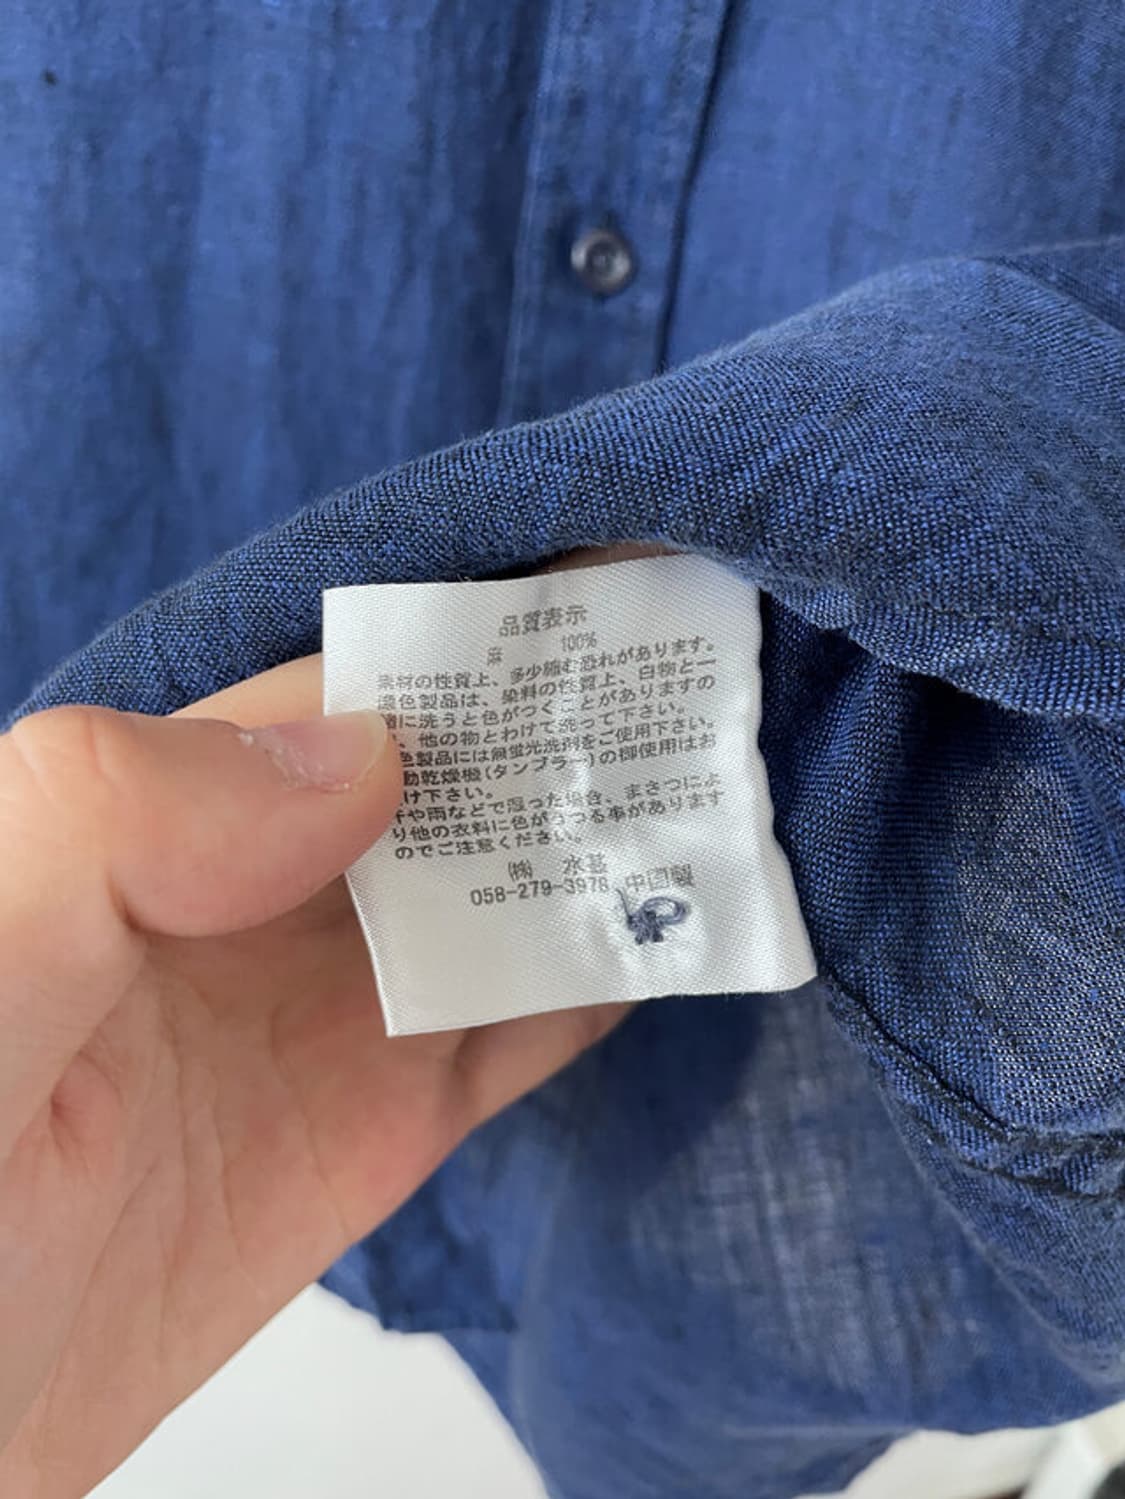 品質表示
麻 100%
素材の性質上、多少縮む恐れがあります。
濃色製品は、染料の性質上、白物と一
緒に洗うと色がつくことがありますの
、他の物とわけて洗って下さい。
色製品には無蛍光洗剤をご使用下さい。
動乾燥機(タンブラー)の御使用はお
け下さい。
や雨などで湿った場合、まさつによ
り他の衣料に色がうつる事があります
のでご注意ください。
㈱ 水甚
058-279-3978 中国製